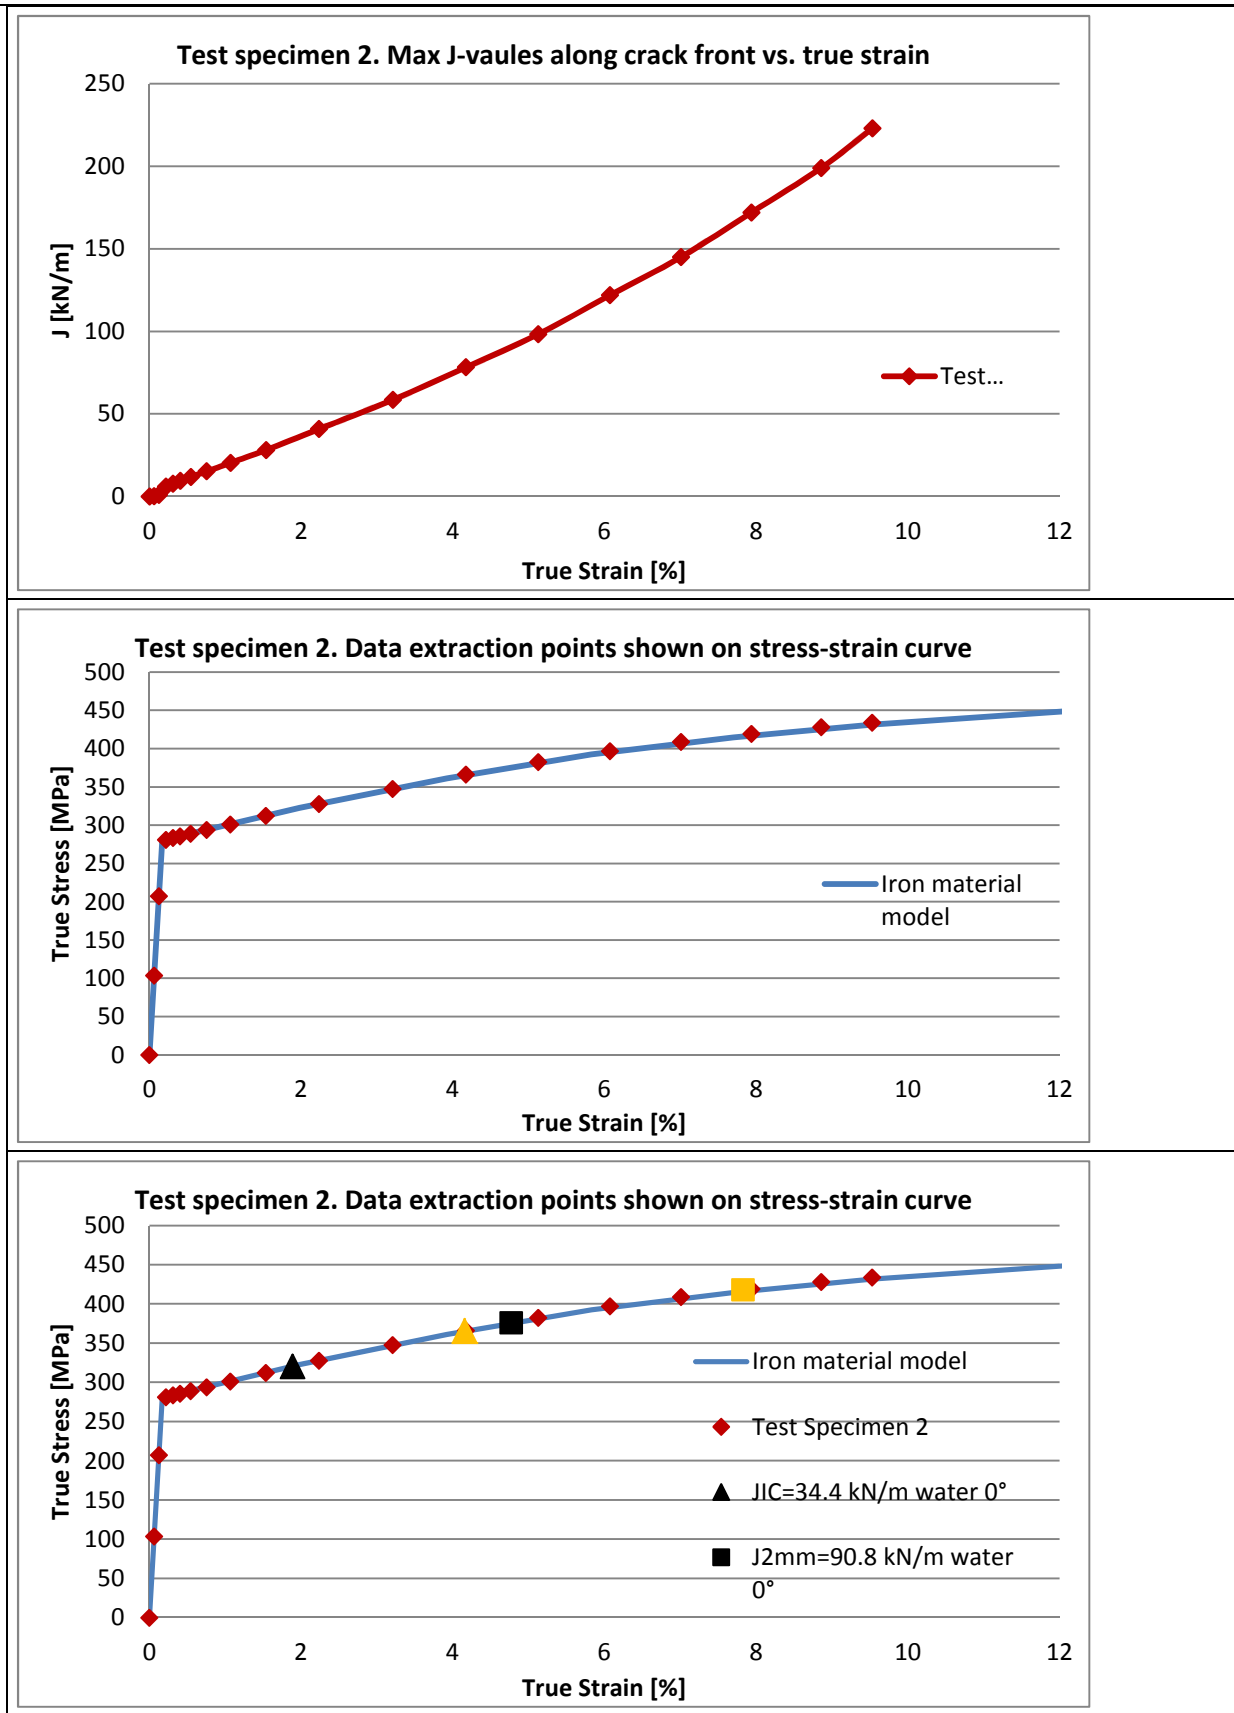 Test specimen 2. Max J-vaules along crack front vs. true strain
250
200
150
100
50
0
J [kN/m]
Test...
0 2 4 6 8 10 12
True Strain [%]
Test specimen 2. Data extraction points shown on stress-strain curve
500
450
400
350
300
250
200
150
100
50
0
True Stress [MPa]
Iron material
model
0 2 4 6 8 10 12
True Strain [%]
Test specimen 2. Data extraction points shown on stress-strain curve
500
450
400
350
300
250
200
150
100
50
0
True Stress [MPa]
Iron material model
Test Specimen 2
JIC=34.4 kN/m water 0°
J2mm=90.8 kN/m water
0°
0 2 4 6 8 10 12
True Strain [%]